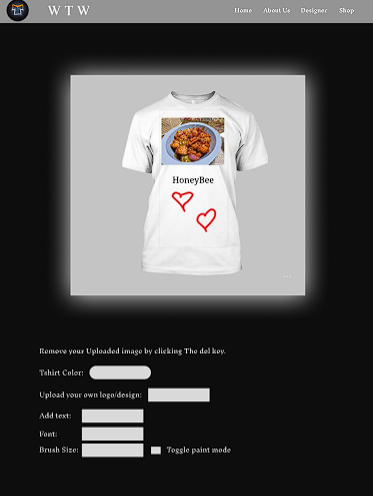 WTW
Home About Us Designer Shop
HoneyBee
Remove your Uploaded image by clicking The del key.
Tshirt Color:
Upload your own logo/design:
Add text:
Font:
Brush Size: Toggle paint mode